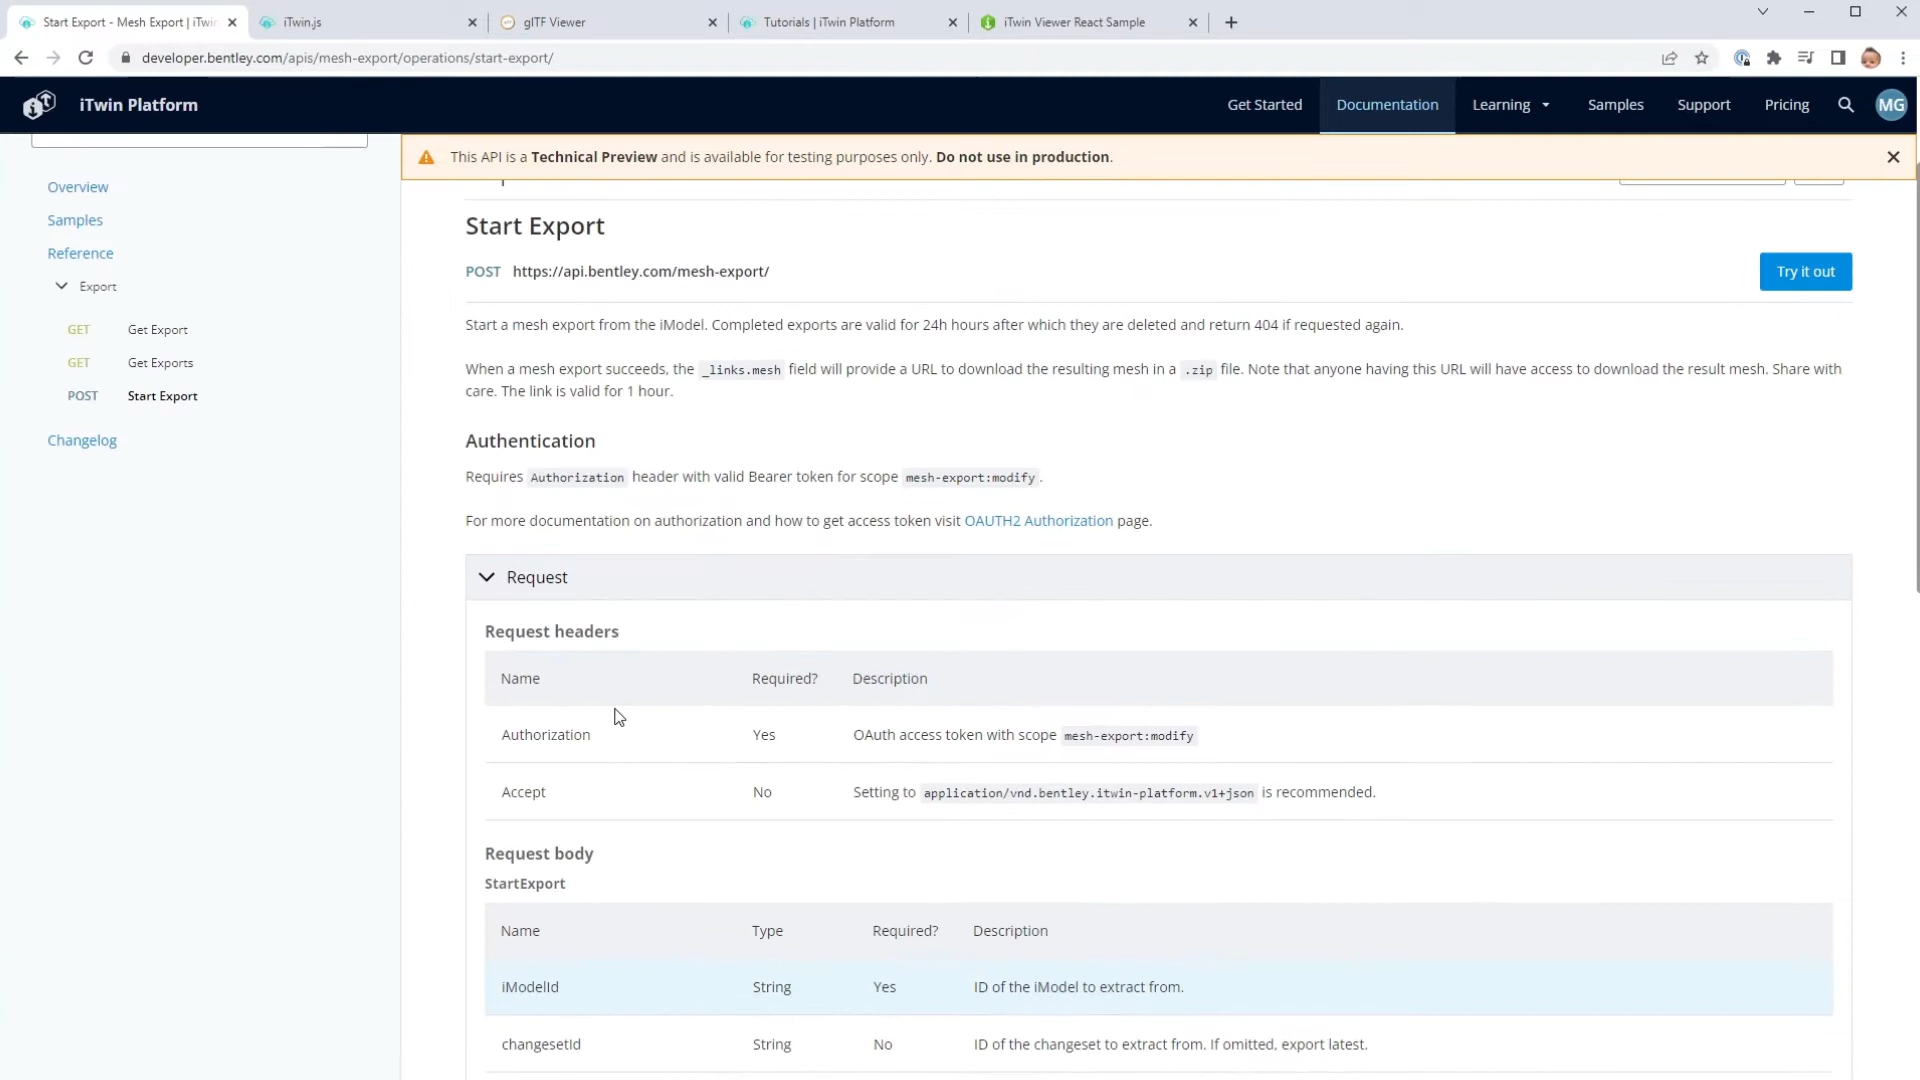 Start Export - Mesh Export | iTwin
iTwin.js
glTF Viewer
Tutorials | iTwin Platform
iTwin Viewer React Sample
developer.bentley.com/apis/mesh-export/operations/start-export/
iTwin Platform
Get Started
Documentation
Learning
Samples
Support
Pricing
MG
This API is a Technical Preview and is available for testing purposes only. Do not use in production.
Overview
Samples
Reference
Export
GET Get Export
GET Get Exports
POST Start Export
Changelog
Start Export
POST https://api.bentley.com/mesh-export/
Try it out
Start a mesh export from the iModel. Completed exports are valid for 24h hours after which they are deleted and return 404 if requested again.
When a mesh export succeeds, the _links.mesh field will provide a URL to download the resulting mesh in a .zip file. Note that anyone having this URL will have access to download the result mesh. Share with
care. The link is valid for 1 hour.
Authentication
Requires Authorization header with valid Bearer token for scope mesh-export:modify.
For more documentation on authorization and how to get access token visit OAUTH2 Authorization page.
Request
Request headers
Name Required? Description
Authorization Yes OAuth access token with scope mesh-export:modify
Accept No Setting to application/vnd.bentley.itwin-platform.v1+json is recommended.
Request body
StartExport
Name Type Required? Description
iModelId String Yes ID of the iModel to extract from.
changesetId String No ID of the changeset to extract from. If omitted, export latest.